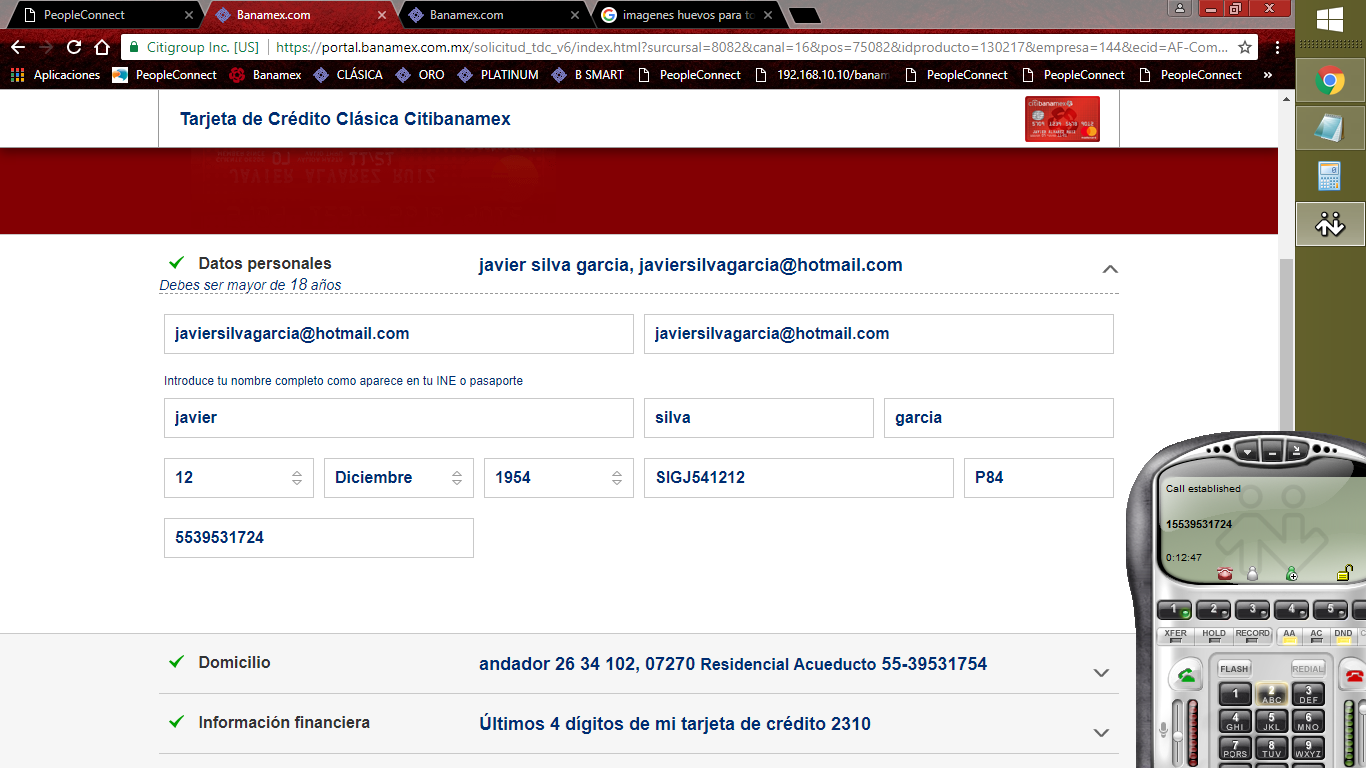 PeopleConnect
Banamex.com
Banamex.com
imagenes huevos para to
Citigroup Inc. [US] https://portal.banamex.com.mx/solicitud_tdc_v6/index.html?surcursal=8082&canal=16&pos=75082&idproducto=130217&empresa=144&ecid=AF-Com...
Aplicaciones PeopleConnect Banamex CLÁSICA ORO PLATINUM B SMART PeopleConnect 192.168.10.10/banam PeopleConnect PeopleConnect PeopleConnect »
Tarjeta de Crédito Clásica Citibanamex
citibanamex
JAVIER ALVAREZ RUIZ
Datos personales
javier silva garcia, javiersilvagarcia@hotmail.com
Debes ser mayor de 18 años
javiersilvagarcia@hotmail.com
javiersilvagarcia@hotmail.com
Introduce tu nombre completo como aparece en tu INE o pasaporte
javier
silva
garcia
12
Diciembre
1954
SIGJ541212
P84
5539531724
Call established
15539531724
0:12:47
1 2 3 4 5
XFER HOLD RECORD AA AC DND
FLASH REDIAL
1 2 ABC 3 DEF
4 GHI 5 JKL 6 MNO
7 PQRS 8 TUV 9 WXYZ
Domicilio
andador 26 34 102, 07270 Residencial Acueducto 55-39531754
Información financiera
Últimos 4 dígitos de mi tarjeta de crédito 2310